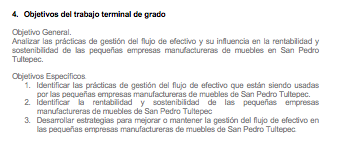 4. Objetivos del trabajo terminal de grado
Objetivo General.
Analizar las prácticas de gestión del flujo de efectivo y su influencia en la rentabilidad y
sostenibilidad de las pequeñas empresas manufactureras de muebles en San Pedro
Tultepec.
Objetivos Específicos
1. Identificar las prácticas de gestión del flujo de efectivo que están siendo usadas
por las pequeñas empresas manufactureras de muebles de San Pedro Tultepec.
2. Identificar la rentabilidad y sostenibilidad de las pequeñas empresas
manufactureras de muebles de San Pedro Tultepec
3. Desarrollar estrategias para mejorar o mantener la gestión del flujo de efectivo en
las pequeñas empresas manufactureras de muebles de San Pedro Tultepec